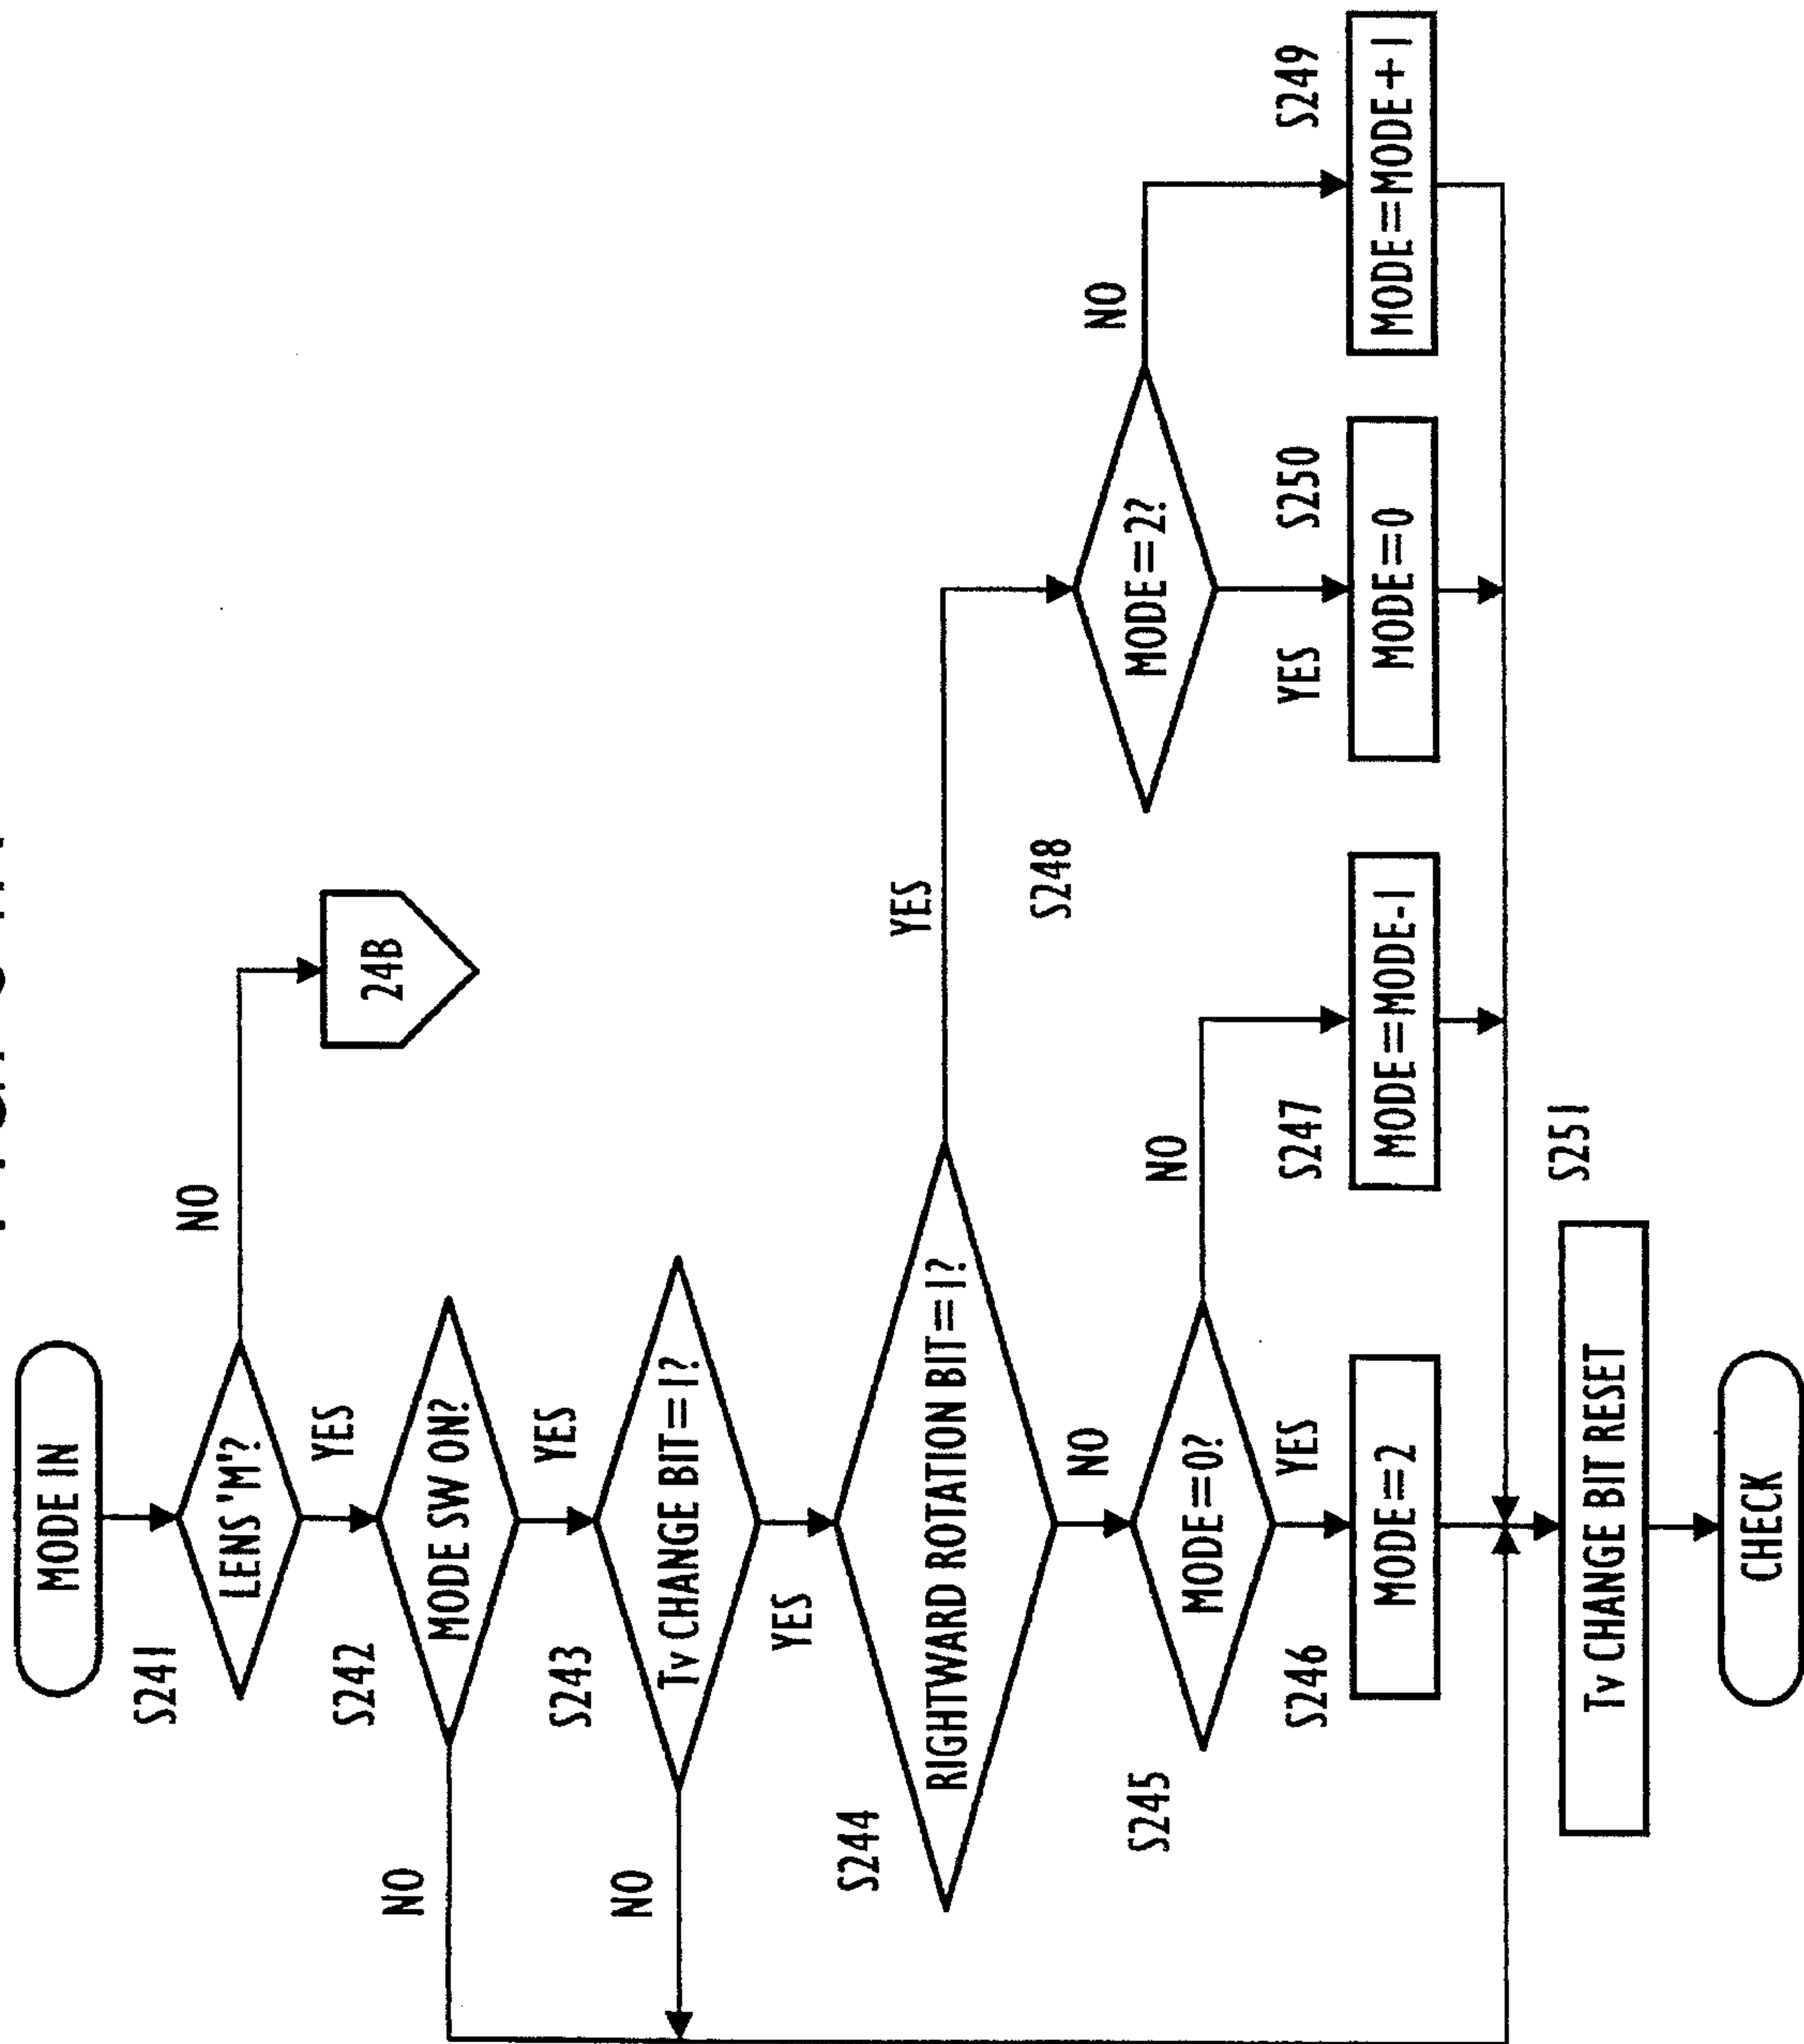 MODE IN
S241
LENS 'M'?
NO
24B
YES
S242
MODE SW ON?
NO
YES
S243
Tv CHANGE BIT=1?
NO
YES
S244
RIGHTWARD ROTATION BIT=1?
YES
NO
S245
MODE=0?
NO
YES
S248
MODE=2?
NO
YES
S246
MODE=2
S247
MODE=MODE-1
S250
MODE=0
S249
MODE=MODE+1
S251
Tv CHANGE BIT RESET
CHECK